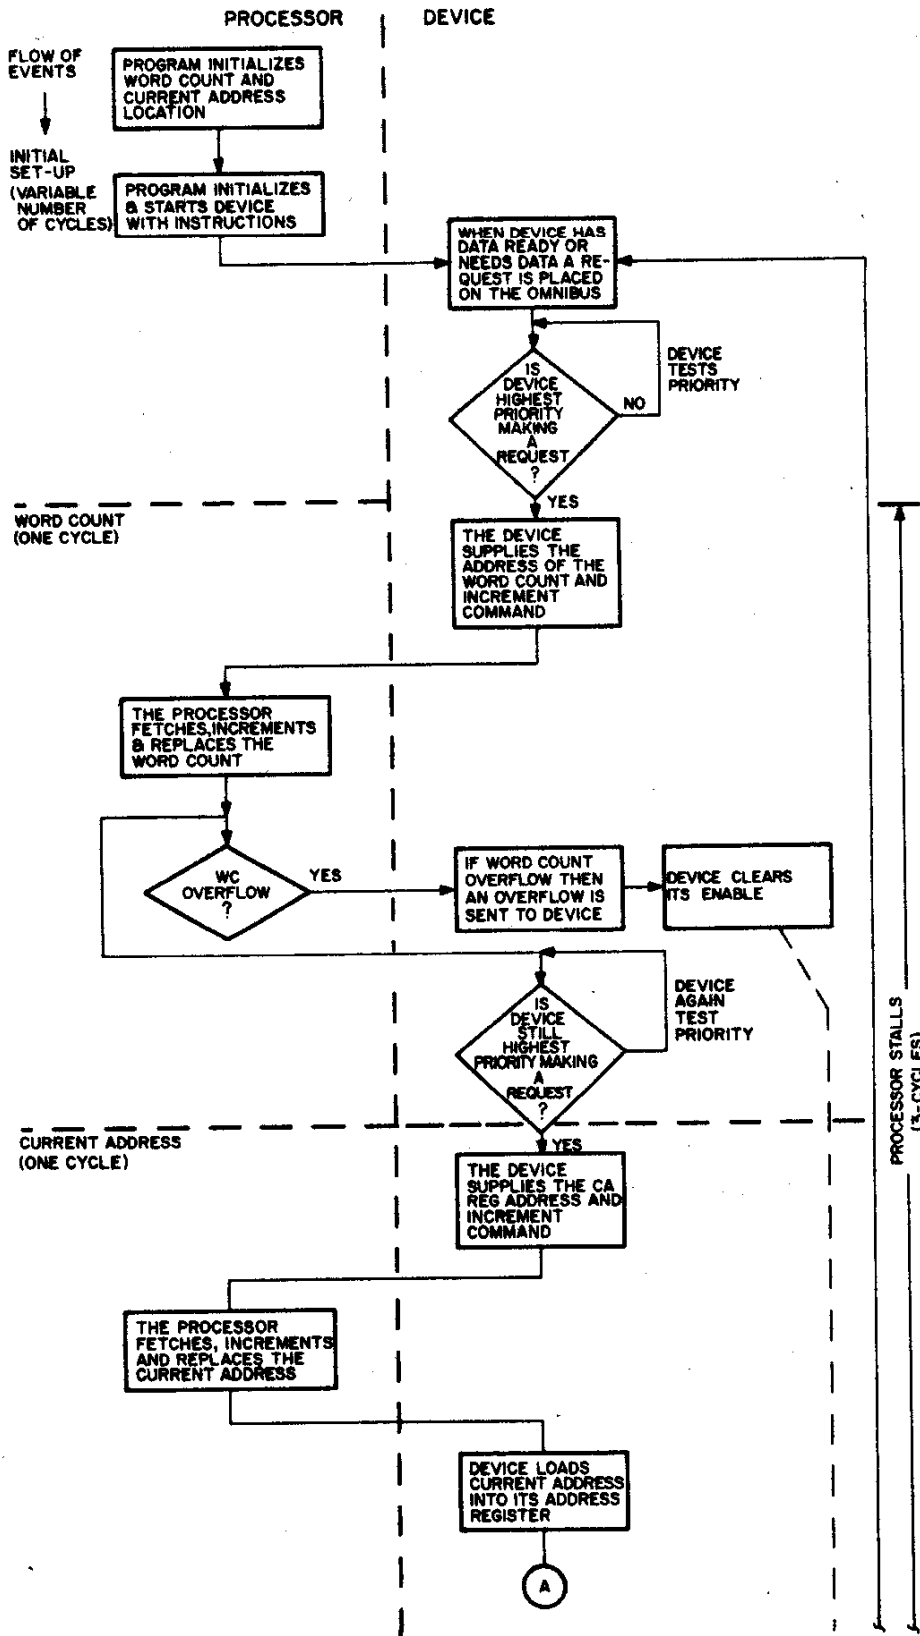 PROCESSOR
DEVICE
FLOW OF
EVENTS
PROGRAM INITIALIZES
WORD COUNT AND
CURRENT ADDRESS
LOCATION
INITIAL
SET-UP
(VARIABLE
NUMBER
OF CYCLES)
PROGRAM INITIALIZES
& STARTS DEVICE
WITH INSTRUCTIONS
WHEN DEVICE HAS
DATA READY OR
NEEDS DATA A RE-
QUEST IS PLACED
ON THE OMNIBUS
DEVICE
TESTS
PRIORITY
IS
DEVICE
HIGHEST
PRIORITY
MAKING
A
REQUEST
?
NO
YES
WORD COUNT
(ONE CYCLE)
THE DEVICE
SUPPLIES THE
ADDRESS OF THE
WORD COUNT AND
INCREMENT
COMMAND
THE PROCESSOR
FETCHES, INCREMENTS
& REPLACES THE
WORD COUNT
WC
OVERFLOW
?
YES
IF WORD COUNT
OVERFLOW THEN
AN OVERFLOW IS
SENT TO DEVICE
DEVICE CLEARS
ITS ENABLE
DEVICE
AGAIN
TEST
PRIORITY
IS
DEVICE
STILL
HIGHEST
PRIORITY MAKING
A
REQUEST
?
YES
PROCESSOR STALLS
(3-CYCLES)
CURRENT ADDRESS
(ONE CYCLE)
THE DEVICE
SUPPLIES THE CA
REG ADDRESS AND
INCREMENT
COMMAND
THE PROCESSOR
FETCHES, INCREMENTS
AND REPLACES THE
CURRENT ADDRESS
DEVICE LOADS
CURRENT ADDRESS
INTO ITS ADDRESS
REGISTER
A